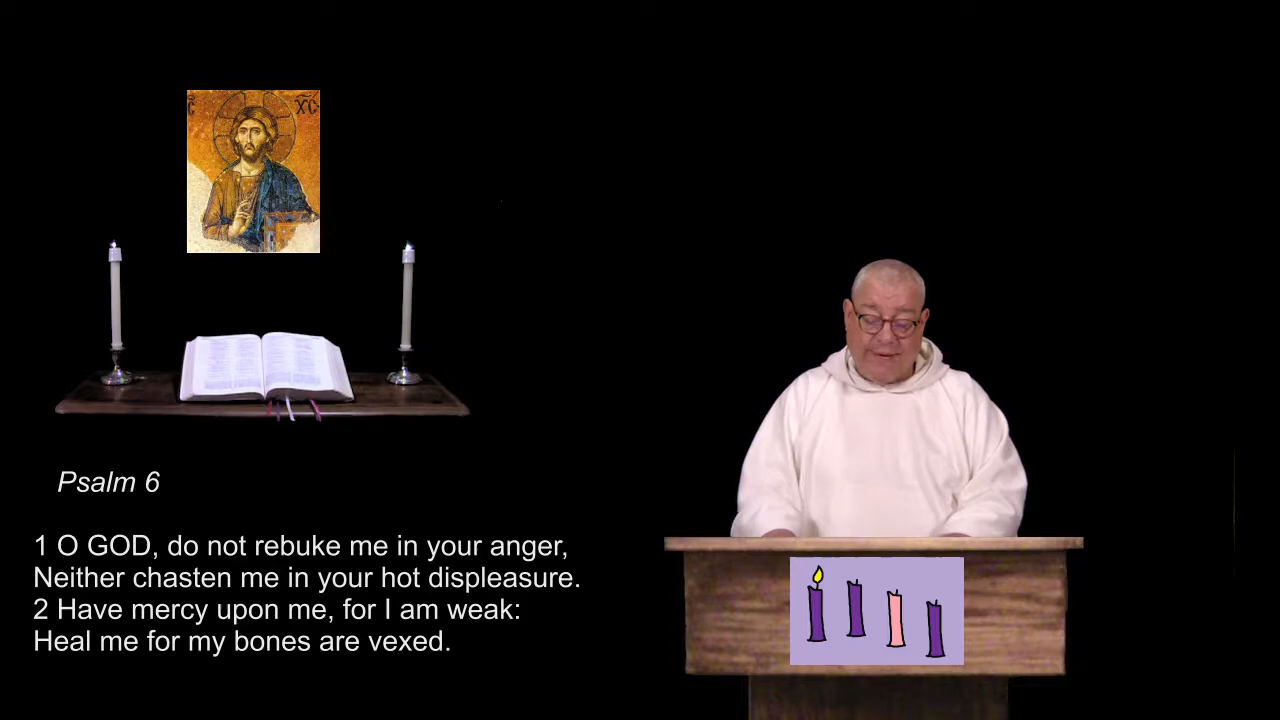 Psalm 6
1 O GOD, do not rebuke me in your anger,
Neither chasten me in your hot displeasure.
2 Have mercy upon me, for I am weak:
Heal me for my bones are vexed.